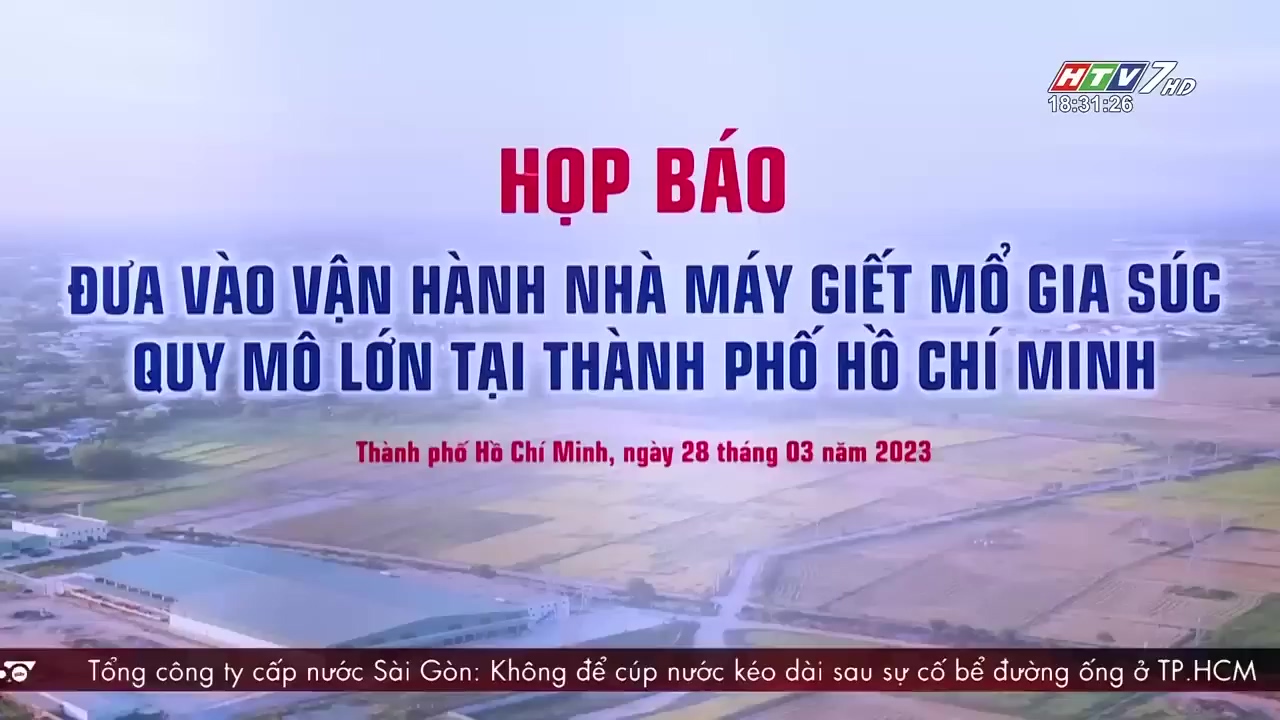 HTV7 HD
18:31:26
HỌP BÁO
ĐƯA VÀO VẬN HÀNH NHÀ MÁY GIẾT MỔ GIA SÚC
QUY MÔ LỚN TẠI THÀNH PHỐ HỒ CHÍ MINH
Thành phố Hồ Chí Minh, ngày 28 tháng 03 năm 2023
Tổng công ty cấp nước Sài Gòn: Không để cúp nước kéo dài sau sự cố bể đường ống ở TP.HCM